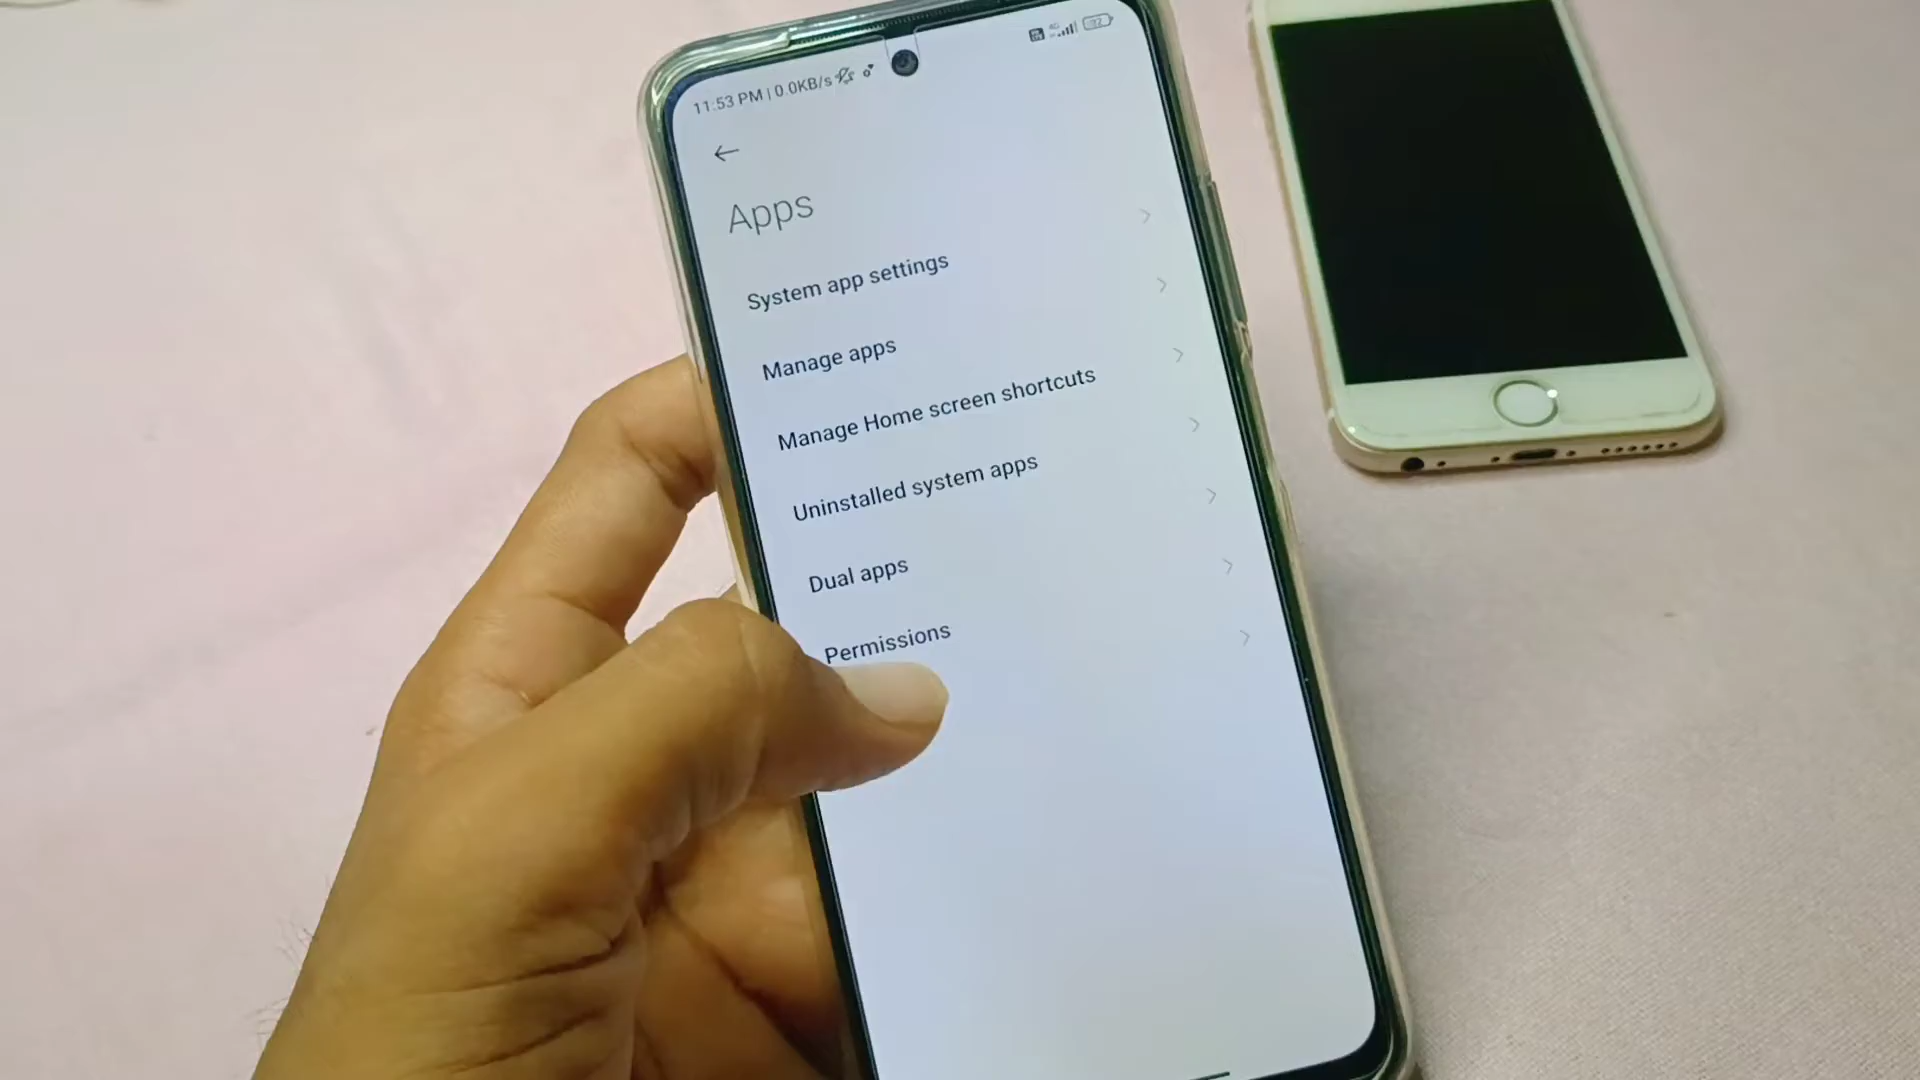 11:53 PM | 0.0KB/s
Apps
System app settings
Manage apps
Manage Home screen shortcuts
Uninstalled system apps
Dual apps
Permissions